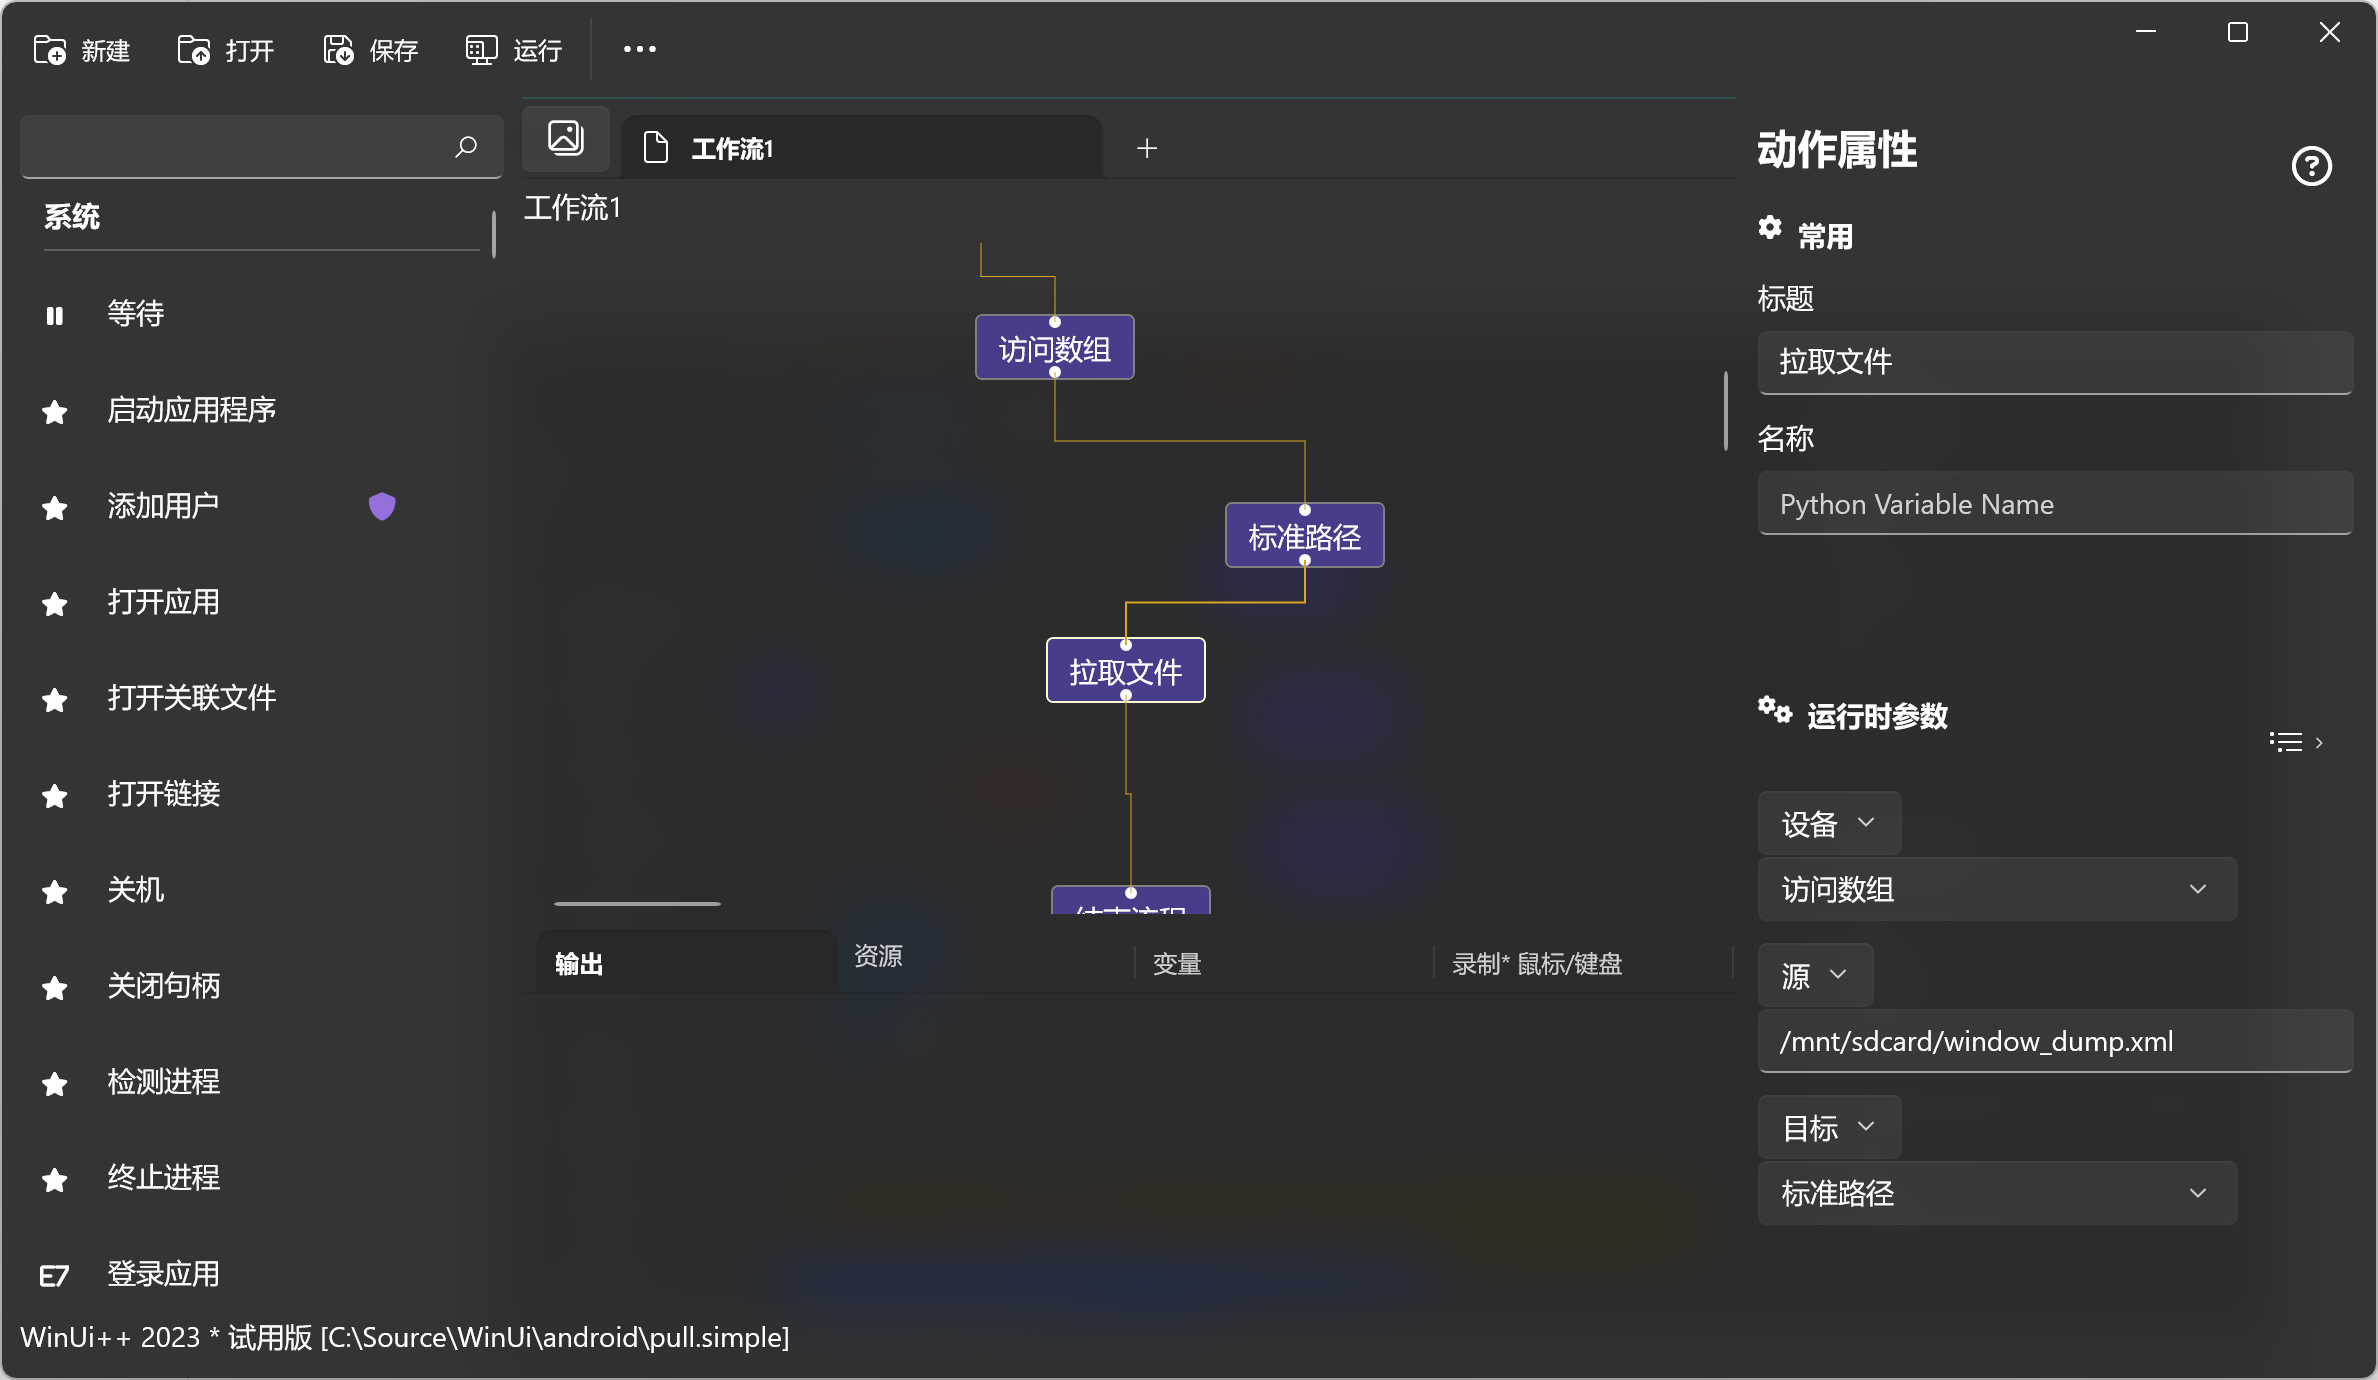 新建
打开
保存
运行
工作流1
工作流1
系统
等待
启动应用程序
添加用户
打开应用
打开关联文件
打开链接
关机
关闭句柄
检测进程
终止进程
登录应用
访问数组
标准路径
拉取文件
结束流程
输出
资源
变量
录制* 鼠标/键盘
动作属性
常用
标题
拉取文件
名称
Python Variable Name
运行时参数
设备
访问数组
源
/mnt/sdcard/window_dump.xml
目标
标准路径
WinUi++ 2023 * 试用版 [C:\Source\WinUi\android\pull.simple]